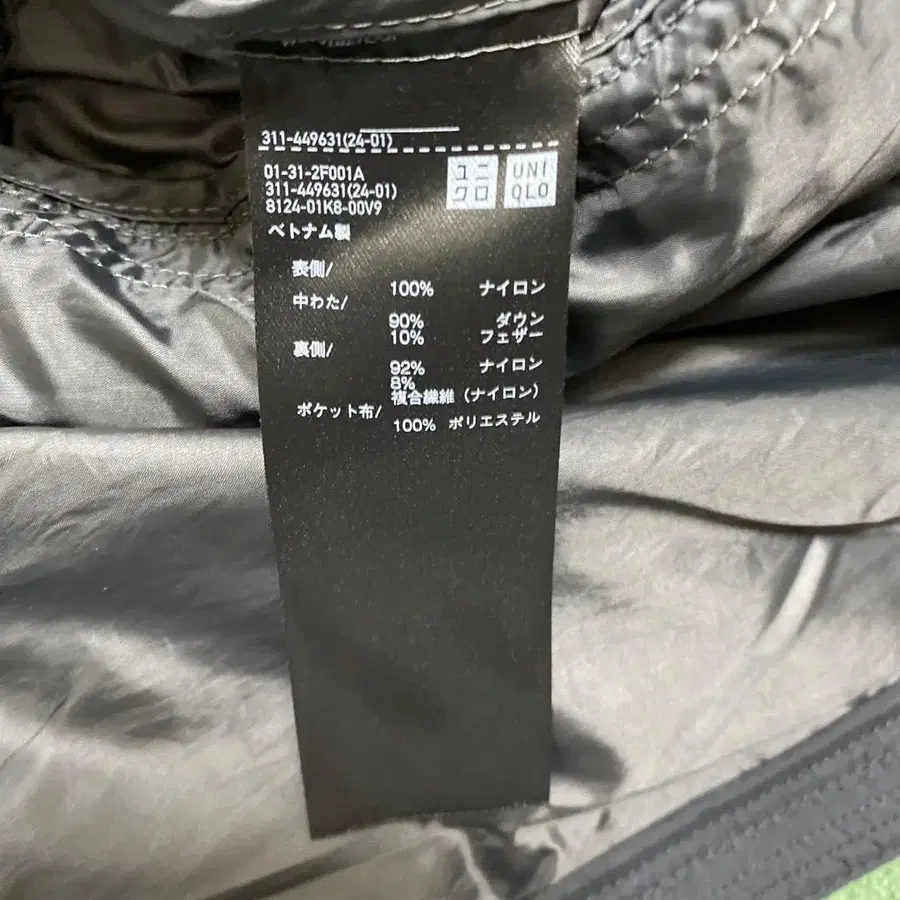 311-449631(24-01)
ユニ
クロ
UNI
QLO
01-31-2F001A
311-449631(24-01)
8124-01K8-00V9
ベトナム製
表側/
100% ナイロン
中わた/
90% ダウン
10% フェザー
裏側/
92% ナイロン
8%
複合繊維 (ナイロン)
ポケット布/
100% ポリエステル